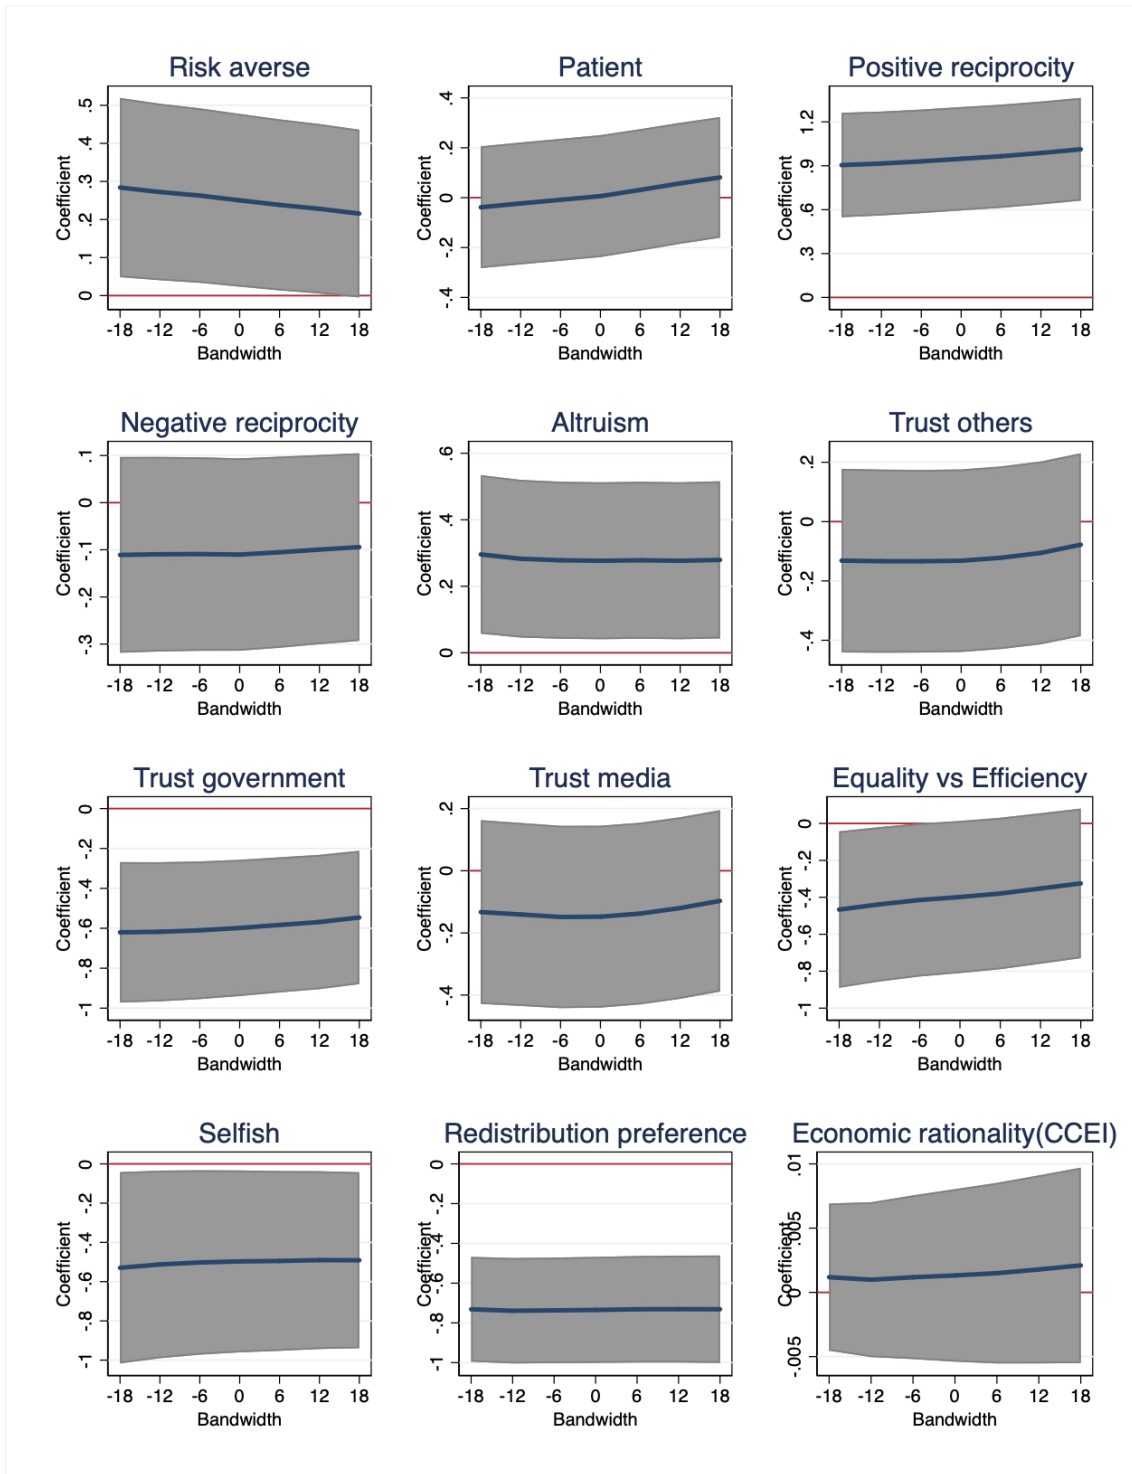 Risk averse
Coefficient
.5
.4
.3
.2
.1
0
-18 -12 -6 0 6 12 18
Bandwidth
Patient
Coefficient
.4
.2
0
-.2
-.4
-18 -12 -6 0 6 12 18
Bandwidth
Positive reciprocity
Coefficient
1.2
.9
.6
.3
0
-18 -12 -6 0 6 12 18
Bandwidth
Negative reciprocity
Coefficient
.1
0
-.1
-.2
-.3
-18 -12 -6 0 6 12 18
Bandwidth
Altruism
Coefficient
.6
.4
.2
0
-18 -12 -6 0 6 12 18
Bandwidth
Trust others
Coefficient
.2
0
-.2
-.4
-18 -12 -6 0 6 12 18
Bandwidth
Trust government
Coefficient
0
-.2
-.4
-.6
-.8
-1
-18 -12 -6 0 6 12 18
Bandwidth
Trust media
Coefficient
.2
0
-.2
-.4
-18 -12 -6 0 6 12 18
Bandwidth
Equality vs Efficiency
Coefficient
0
-.2
-.4
-.6
-.8
-1
-18 -12 -6 0 6 12 18
Bandwidth
Selfish
Coefficient
0
-.2
-.4
-.6
-.8
-1
-18 -12 -6 0 6 12 18
Bandwidth
Redistribution preference
Coefficient
0
-.2
-.4
-.6
-.8
-1
-18 -12 -6 0 6 12 18
Bandwidth
Economic rationality(CCEI)
Coefficient
.01
.005
0
-.005
-18 -12 -6 0 6 12 18
Bandwidth